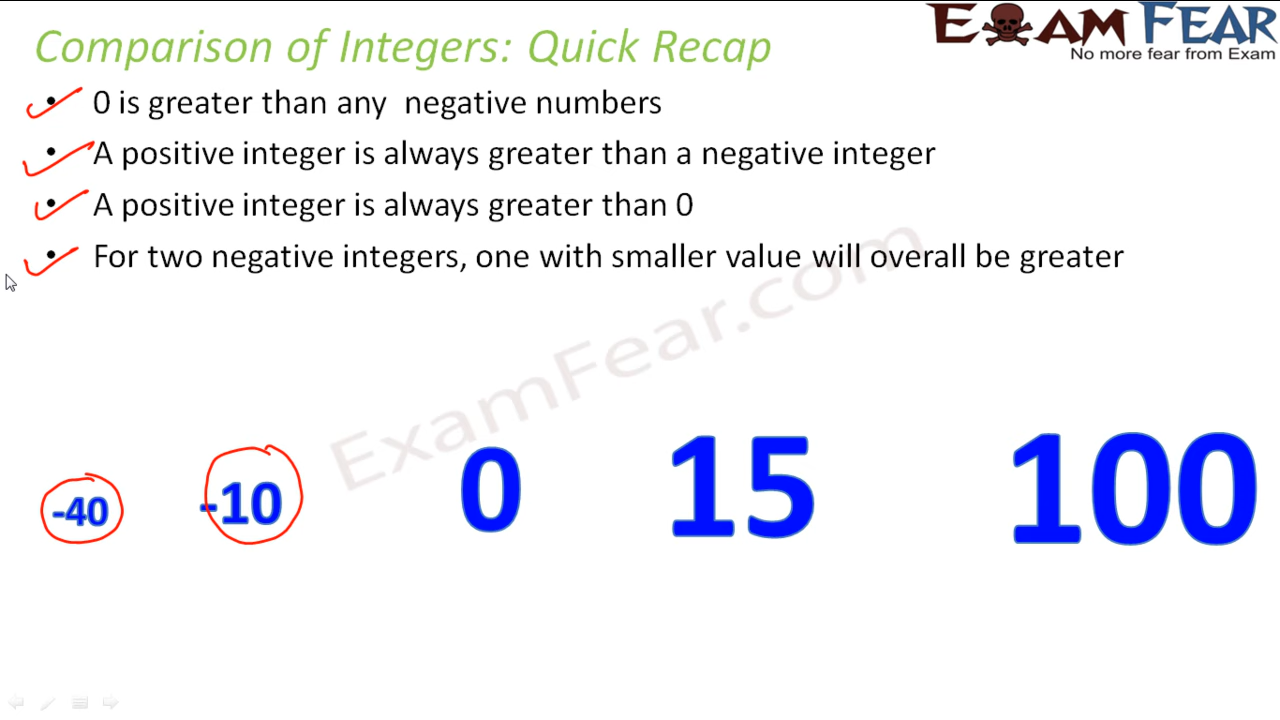 Comparison of Integers: Quick Recap
EXAM FEAR
No more fear from Exam
• 0 is greater than any negative numbers
• A positive integer is always greater than a negative integer
• A positive integer is always greater than 0
• For two negative integers, one with smaller value will overall be greater
ExamFear.com
-40 -10 0 15 100